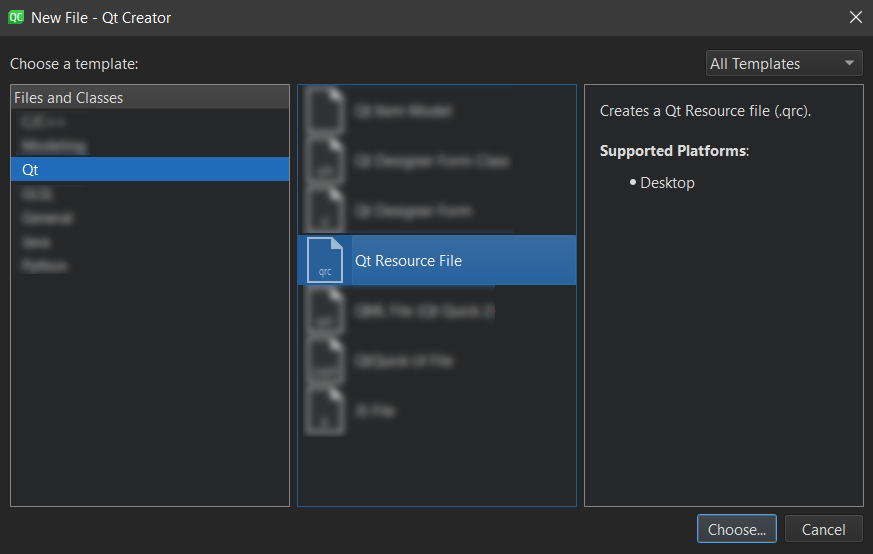 QC New File - Qt Creator
Choose a template:
All Templates
Files and Classes
C/C++
Modeling
Qt
GLSL
General
Java
Python
Qt Item Model
Qt Designer Form Class
Qt Designer Form
qrc
Qt Resource File
QML File (Qt Quick 2)
QtQuick UI File
JS File
Creates a Qt Resource file (.qrc).
Supported Platforms:
• Desktop
Choose...
Cancel